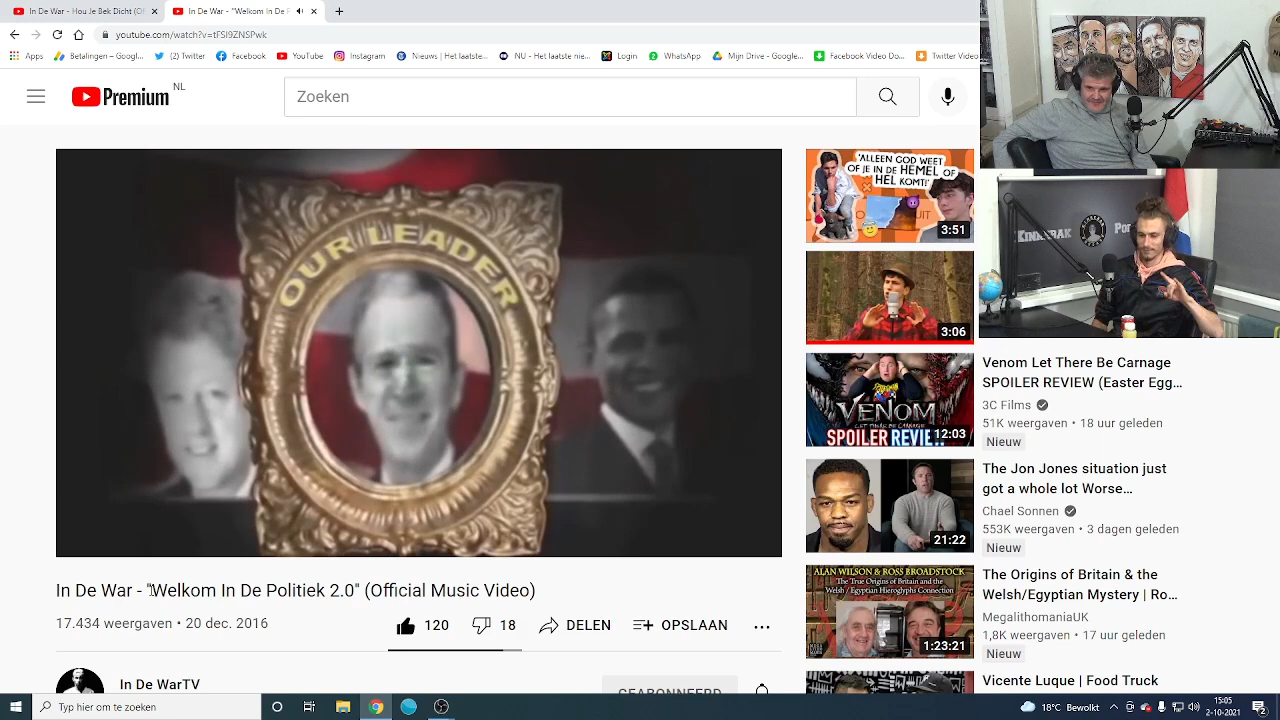 In De War - Hou Je Bek Dicht (Of
In De War - "Welkom In De P
youtube.com/watch?v=tFSI9ZNSPwk
Apps
Betalingen – Googl...
(2) Twitter
Facebook
YouTube
Instagram
Nieuws | Het laatste...
NU - Het laatste nie...
Login
WhatsApp
Mijn Drive - Google...
Facebook Video Do...
Twitter Video
Premium
NL
Zoeken
OUR LEADER
In De War - "Welkom In De Politiek 2.0" (Official Music Video)
17.434 weergaven • 20 dec. 2016
120
18
DELEN
OPSLAAN
In De WarTV
GEABONNEERD
'ALLEEN GOD WEET
OF JE IN DE HEMEL OF
HEL KOMT!'
3:51
3:06
VENOM
LET THERE BE CARNAGE
SPOILER REVIEW
12:03
21:22
ALAN WILSON & ROSS BROADSTOCK
The True Origins of Britain and the
Welsh / Egyptian Hieroglyphs Connection
1:23:21
Venom Let There Be Carnage
SPOILER REVIEW (Easter Egg...
3C Films
51K weergaven • 18 uur geleden
Nieuw
The Jon Jones situation just
got a whole lot Worse...
Chael Sonnen
553K weergaven • 3 dagen geleden
Nieuw
The Origins of Britain & the
Welsh/Egyptian Mystery | Ro...
MegalithomaniaUK
1,8K weergaven • 17 uur geleden
Nieuw
Vicente Luque | Food Truck
Typ hier om te zoeken
15:05
2-10-2021
2